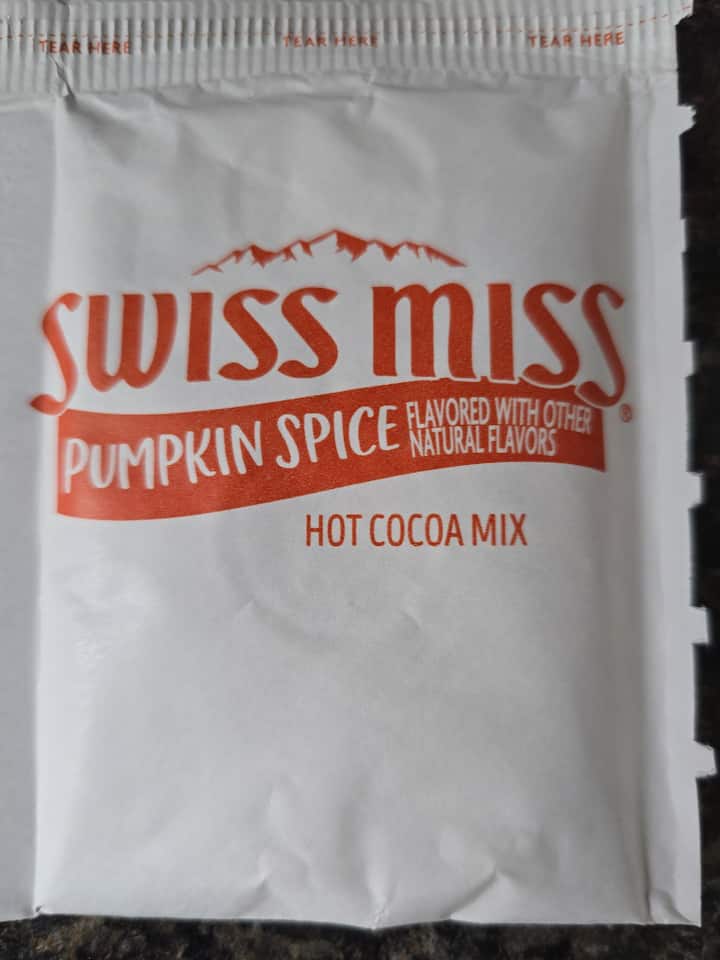 TEAR HERE TEAR HERE TEAR HERE
SWISS MISS®
PUMPKIN SPICE FLAVORED WITH OTHER
NATURAL FLAVORS
HOT COCOA MIX